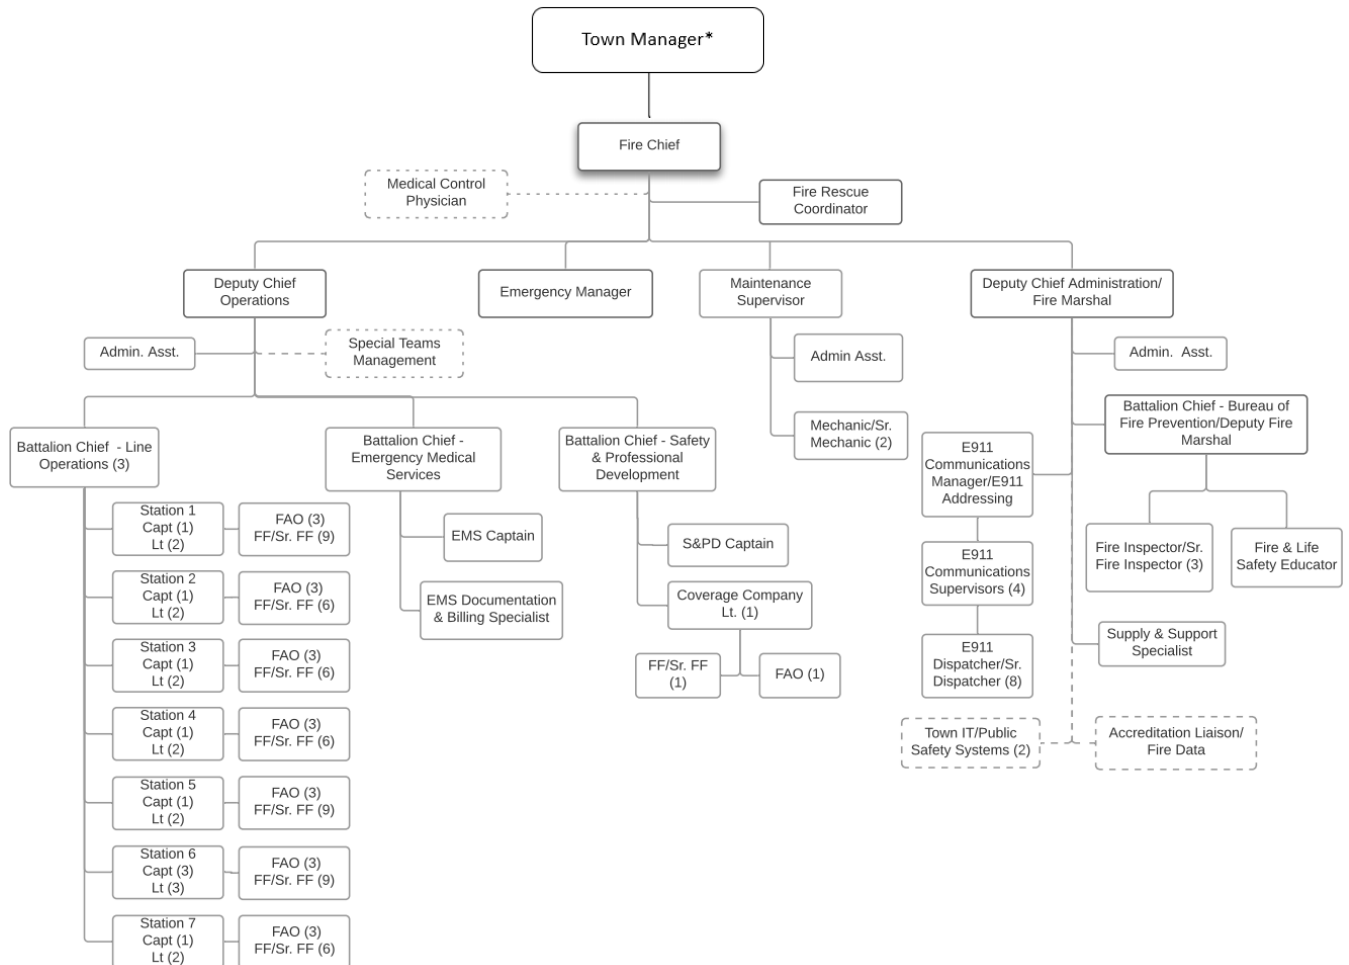 Town Manager*
Fire Chief
Medical Control
Physician
Fire Rescue
Coordinator
Deputy Chief
Operations
Emergency Manager
Maintenance
Supervisor
Deputy Chief Administration/
Fire Marshal
Admin. Asst.
Special Teams
Management
Admin Asst.
Admin. Asst.
Battalion Chief - Line
Operations (3)
Battalion Chief -
Emergency Medical
Services
Battalion Chief - Safety
& Professional
Development
Mechanic/Sr.
Mechanic (2)
Battalion Chief - Bureau of
Fire Prevention/Deputy Fire
Marshal
E911
Communications
Manager/E911
Addressing
Station 1
Capt (1)
Lt (2)
FAO (3)
FF/Sr. FF (9)
EMS Captain
S&PD Captain
Fire Inspector/Sr.
Fire Inspector (3)
Fire & Life
Safety Educator
E911
Communications
Supervisors (4)
Station 2
Capt (1)
Lt (2)
FAO (3)
FF/Sr. FF (6)
EMS Documentation
& Billing Specialist
Coverage Company
Lt. (1)
Station 3
Capt (1)
Lt (2)
FAO (3)
FF/Sr. FF (6)
FF/Sr. FF
(1)
FAO (1)
E911
Dispatcher/Sr.
Dispatcher (8)
Supply & Support
Specialist
Station 4
Capt (1)
Lt (2)
FAO (3)
FF/Sr. FF (6)
Town IT/Public
Safety Systems (2)
Accreditation Liaison/
Fire Data
Station 5
Capt (1)
Lt (2)
FAO (3)
FF/Sr. FF (9)
Station 6
Capt (3)
Lt (3)
FAO (3)
FF/Sr. FF (9)
Station 7
Capt (1)
Lt (2)
FAO (3)
FF/Sr. FF (6)